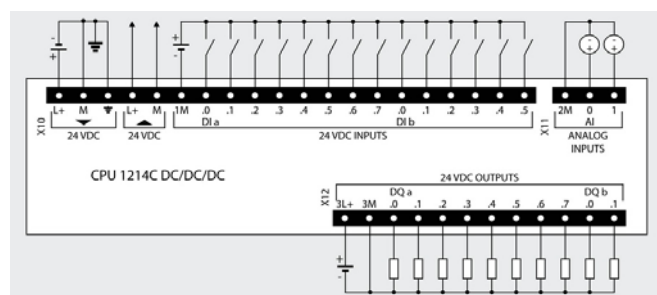 L+ M L+ M 1M .0 .1 .2 .3 .4 .5 .6 .7 .0 .1 .2 .3 .4 .5 2M 0 1
X10
24 VDC 24 VDC DI a 24 VDC INPUTS DI b
X11
AI
ANALOG
INPUTS
CPU 1214C DC/DC/DC
24 VDC OUTPUTS
X12
DQ a DQ b
3L+ 3M .0 .1 .2 .3 .4 .5 .6 .7 .0 .1